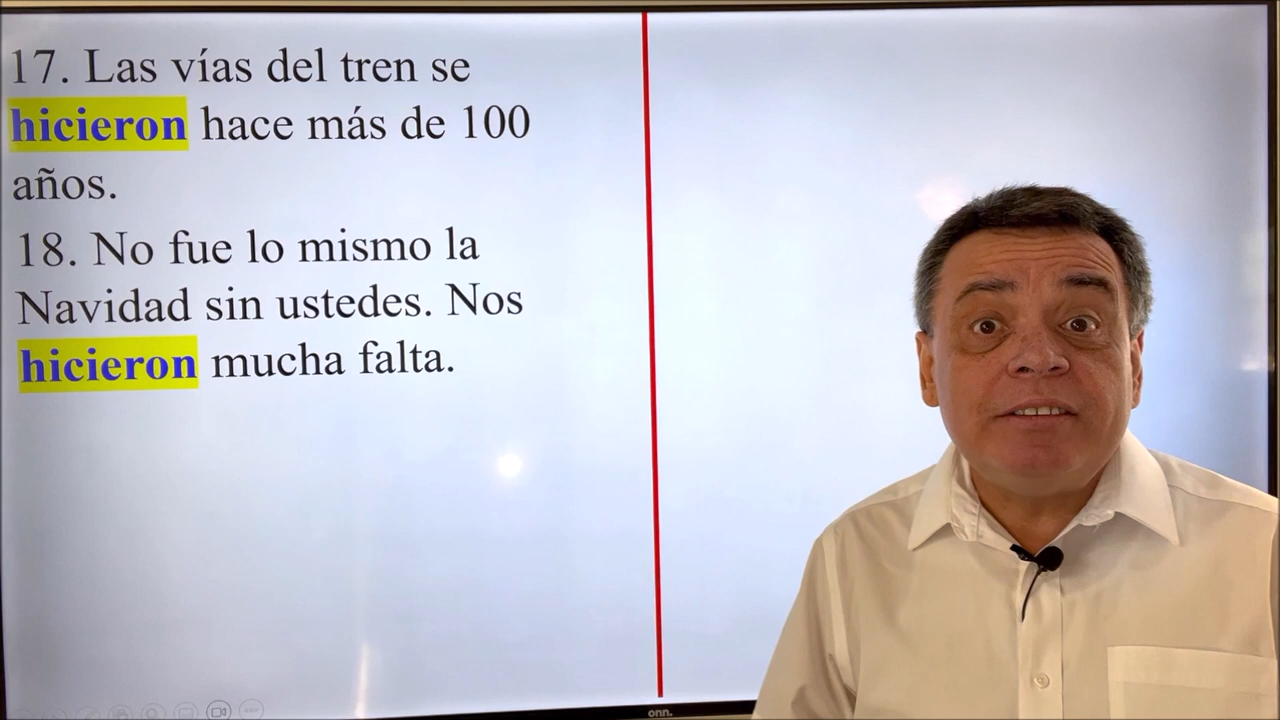 17. Las vías del tren se
hicieron hace más de 100
años.
18. No fue lo mismo la
Navidad sin ustedes. Nos
hicieron mucha falta.
onn.